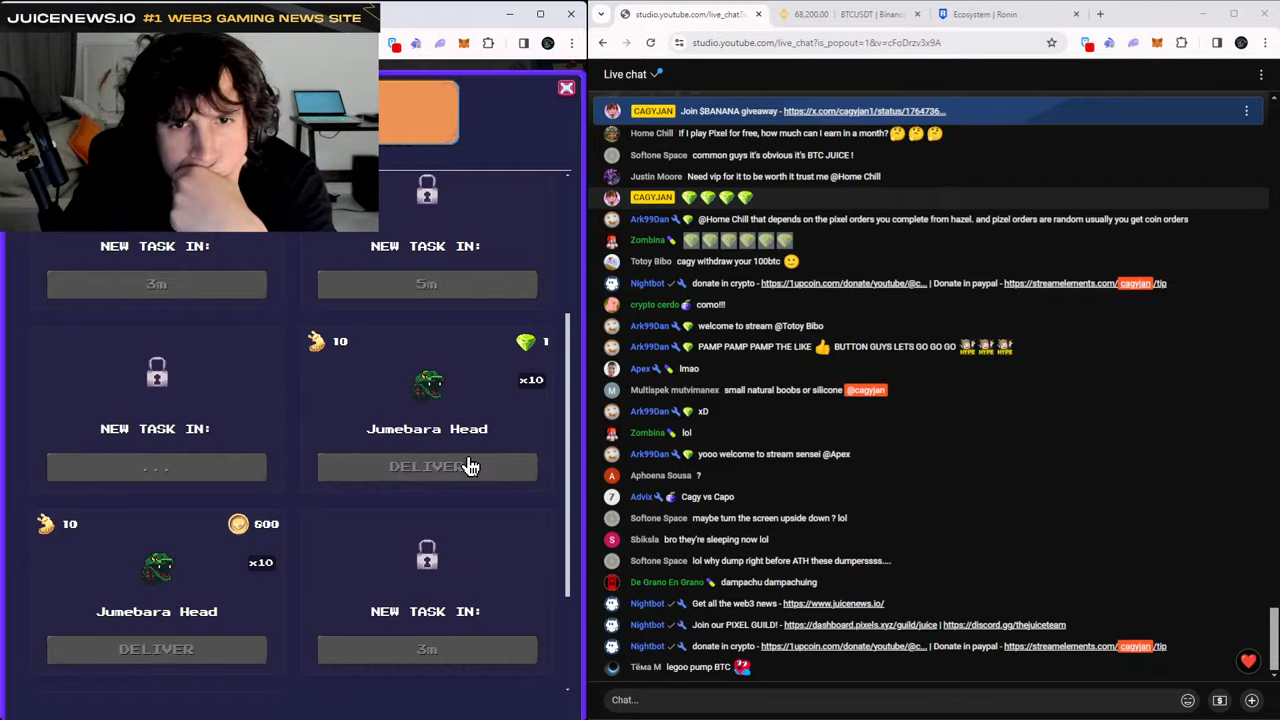 JUICENEWS.IO #1 WEB3 GAMING NEWS SITE
NEW TASK IN:
NEW TASK IN:
3m
5m
NEW TASK IN:
...
10
1
x10
Jumebara Head
DELIVER
10
600
x10
Jumebara Head
DELIVER
NEW TASK IN:
3m
studio.youtube.com/live_chat?is
68,200.00 | BTCUSDT | Binanc
Ecosystem | Ronin
studio.youtube.com/live_chat?is_popout=1&v=cFoDrzv3x9A
Live chat
CAGYJAN Join $BANANA giveaway - https://x.com/cagyjan1/status/1764736...
Home Chill If I play Pixel for free, how much can I earn in a month?
Softone Space common guys it's obvious it's BTC JUICE !
Justin Moore Need vip for it to be worth it trust me @Home Chill
CAGYJAN
Ark99Dan @Home Chill that depends on the pixel orders you complete from hazel. and pizel orders are random usually you get coin orders
Zombina
Totoy Bibo cagy withdraw your 100btc
Nightbot donate in crypto - https://1upcoin.com/donate/youtube/@c... | Donate in paypal - https://streamelements.com/cagyjan/tip
crypto cerdo como!!!
Ark99Dan welcome to stream @Totoy Bibo
Ark99Dan PAMP PAMP PAMP THE LIKE BUTTON GUYS LETS GO GO GO
Apex lmao
M Multispek mutvimanex small natural boobs or silicone @cagyjan
Ark99Dan xD
Zombina lol
Ark99Dan yooo welcome to stream sensei @Apex
A Aphoena Sousa ?
7 Advix Cagy vs Capo
Softone Space maybe turn the screen upside down ? lol
Sbiksla bro they're sleeping now lol
Softone Space lol why dump right before ATH these dumperssss....
De Grano En Grano dampachu dampachuing
Nightbot Get all the web3 news - https://www.juicenews.io/
Nightbot Join our PIXEL GUILD! - https://dashboard.pixels.xyz/guild/juice | https://discord.gg/thejuiceteam
Nightbot donate in crypto - https://1upcoin.com/donate/youtube/@c... | Donate in paypal - https://streamelements.com/cagyjan/tip
Тёма М legoo pump BTC
Chat...